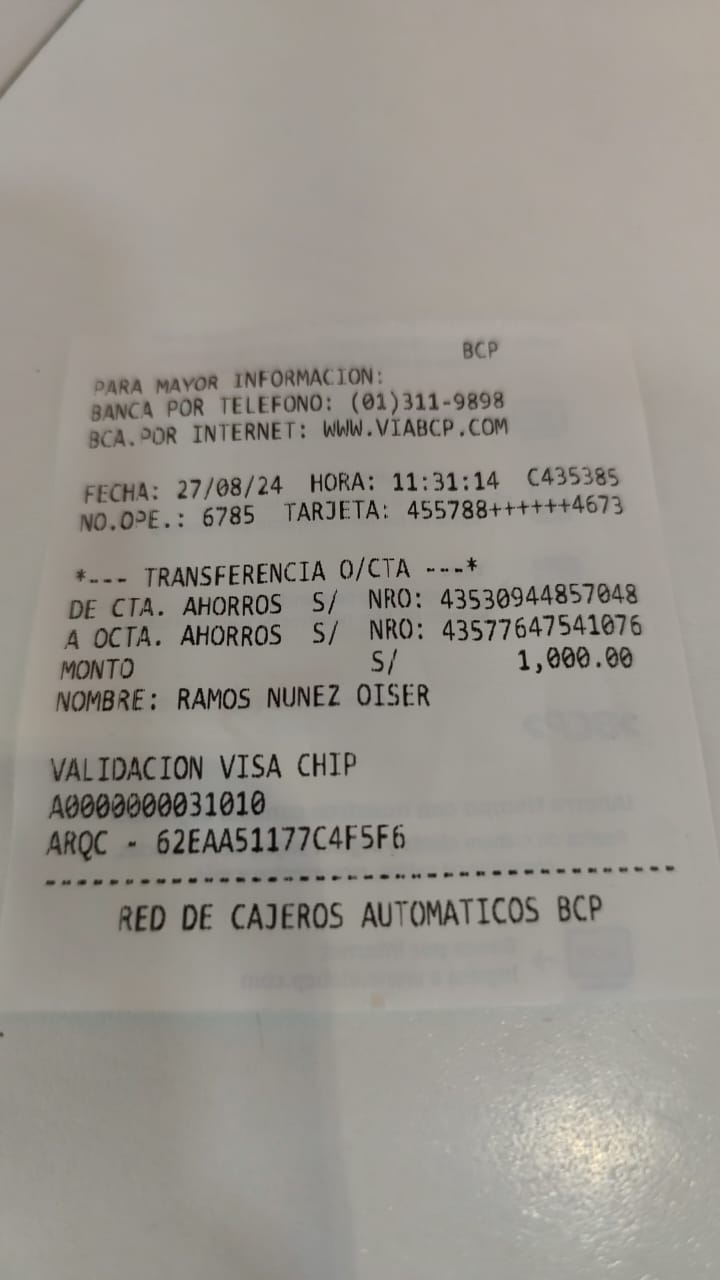 BCP
PARA MAYOR INFORMACION:
BANCA POR TELEFONO: (01)311-9898
BCA.POR INTERNET: WWW.VIABCP.COM
FECHA: 27/08/24 HORA: 11:31:14 C435385
NO.OPE.: 6785 TARJETA: 455788++++++4673
*--- TRANSFERENCIA O/CTA ---*
DE CTA. AHORROS S/ NRO: 43530944857048
A OCTA. AHORROS S/ NRO: 43577647541076
MONTO S/ 1,000.00
NOMBRE: RAMOS NUNEZ OISER
VALIDACION VISA CHIP
A0000000031010
ARQC - 62EAA51177C4F5F6
RED DE CAJEROS AUTOMATICOS BCP